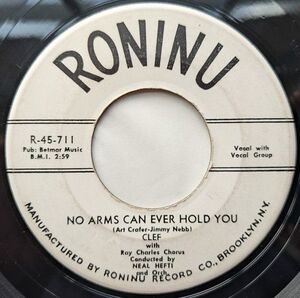 RONINU
R-45-711
Pub: Betmar Music
B.M.I. 2:59
Vocal with
Vocal Group
NO ARMS CAN EVER HOLD YOU
(Art Crafer-Jimmy Nebb)
CLEF
with
Ray Charles Chorus
Conducted by
NEAL HEFTI
and Orch.
MANUFACTURED BY RONINU RECORD CO., BROOKLYN, N.Y.